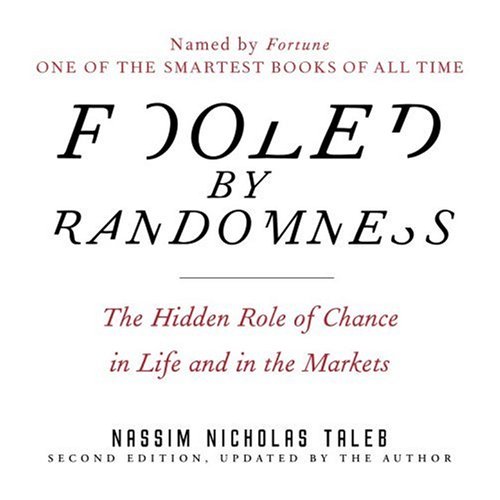 Named by Fortune
ONE OF THE SMARTEST BOOKS OF ALL TIME
FOOLED
BY
RANDOMNESS
The Hidden Role of Chance
in Life and in the Markets
NASSIM NICHOLAS TALEB
SECOND EDITION, UPDATED BY THE AUTHOR